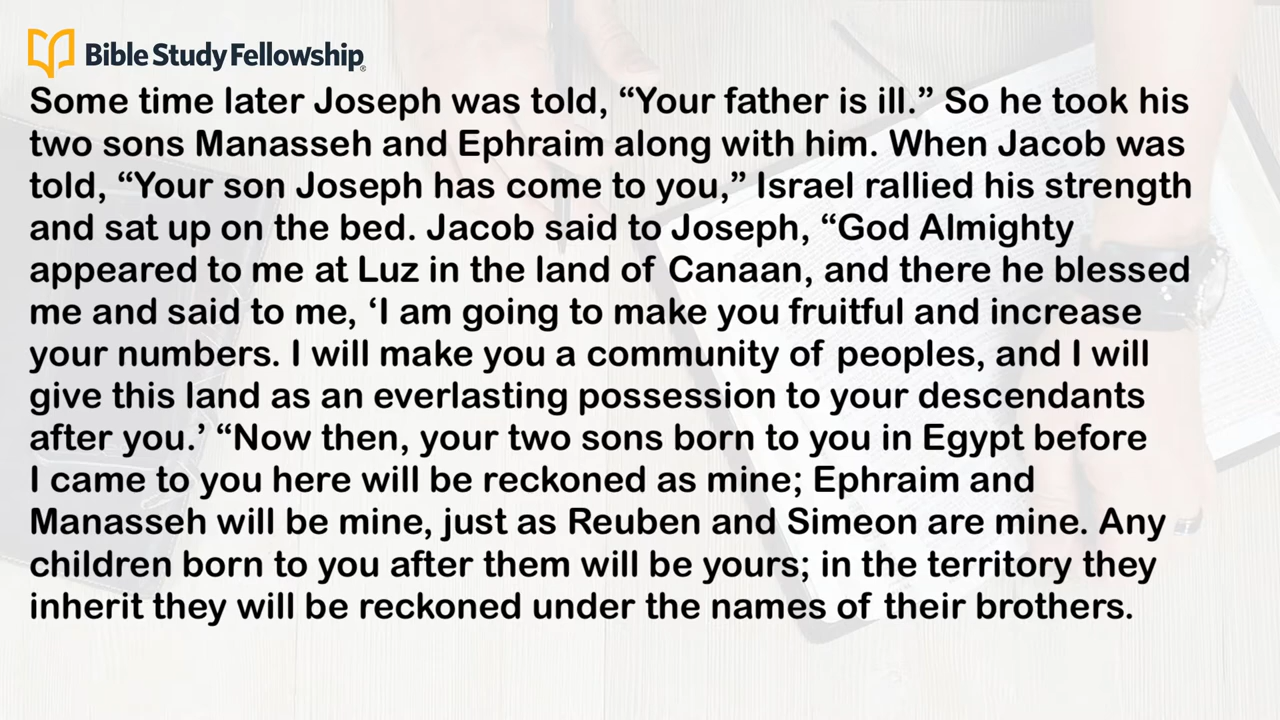 Bible Study Fellowship®
Some time later Joseph was told, “Your father is ill.” So he took his
two sons Manasseh and Ephraim along with him. When Jacob was
told, “Your son Joseph has come to you,” Israel rallied his strength
and sat up on the bed. Jacob said to Joseph, “God Almighty
appeared to me at Luz in the land of Canaan, and there he blessed
me and said to me, ‘I am going to make you fruitful and increase
your numbers. I will make you a community of peoples, and I will
give this land as an everlasting possession to your descendants
after you.’ “Now then, your two sons born to you in Egypt before
I came to you here will be reckoned as mine; Ephraim and
Manasseh will be mine, just as Reuben and Simeon are mine. Any
children born to you after them will be yours; in the territory they
inherit they will be reckoned under the names of their brothers.